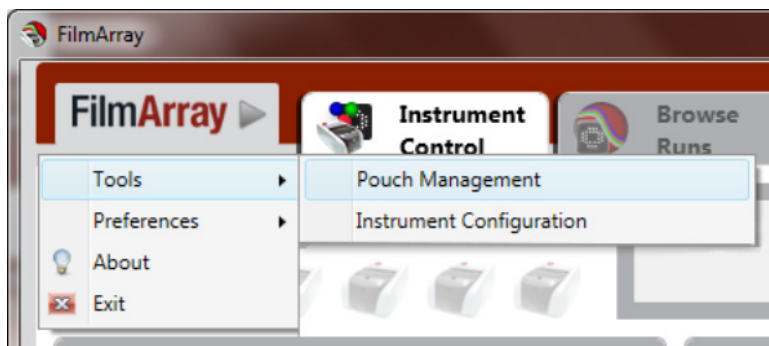 FilmArray
FilmArray
Instrument
Control
Browse
Runs
Tools
Pouch Management
Preferences
Instrument Configuration
About
Exit